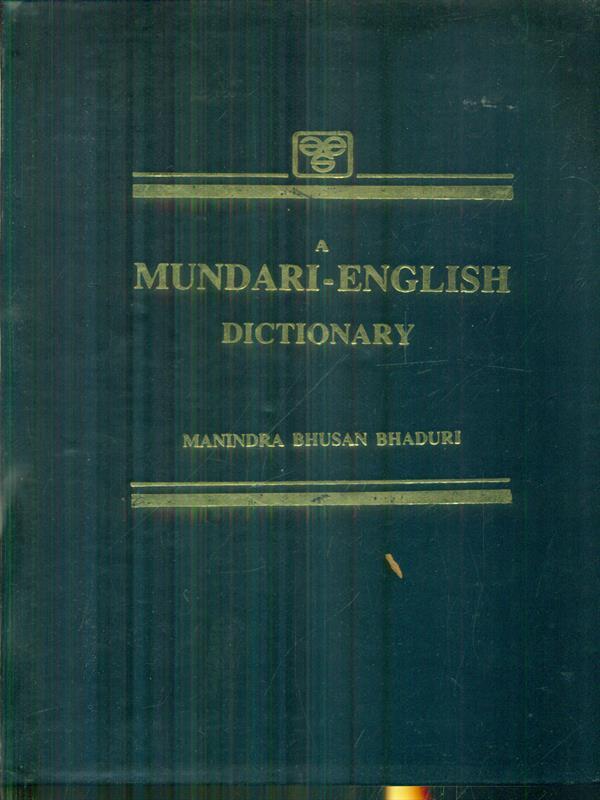 A
MUNDARI-ENGLISH
DICTIONARY
MANINDRA BHUSAN BHADURI